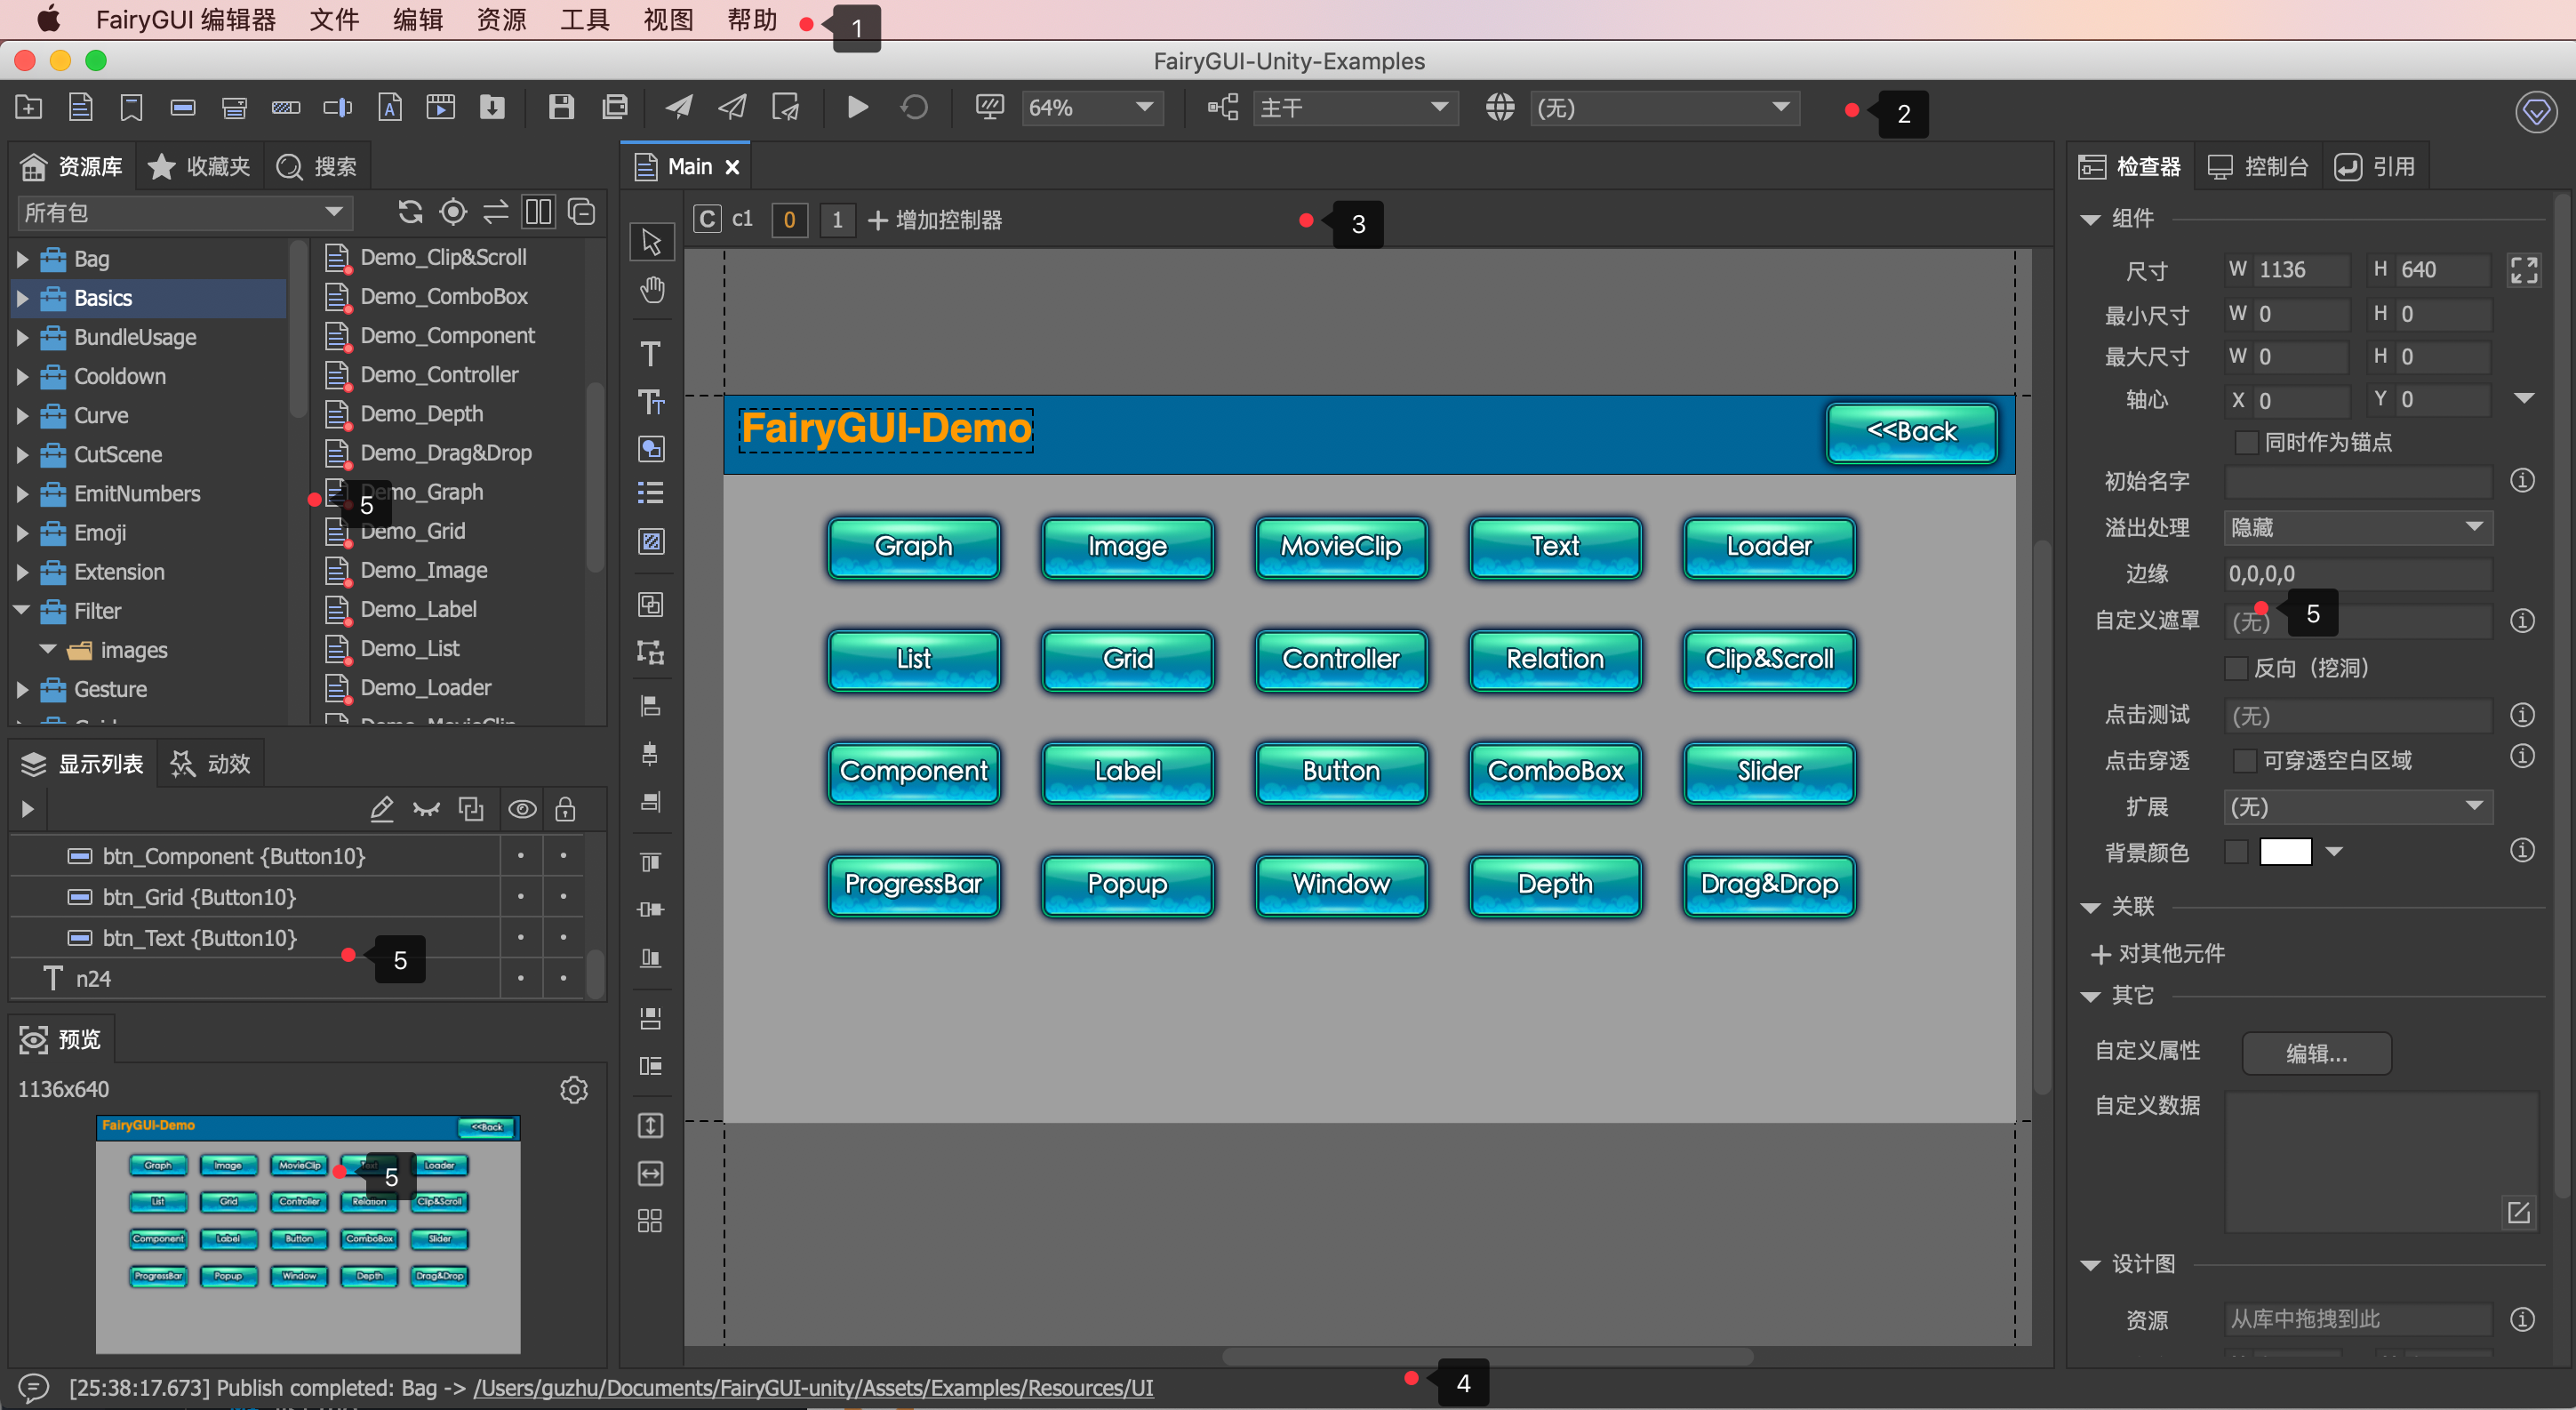 FairyGUI 编辑器 文件 编辑 资源 工具 视图 帮助 1
FairyGUI-Unity-Examples
64% 主干 (无) 2
资源库 收藏夹 搜索
所有包
Bag
Basics
BundleUsage
Cooldown
Curve
CutScene
EmitNumbers
Emoji
Extension
Filter
images
Gesture
Demo_Clip&Scroll
Demo_ComboBox
Demo_Component
Demo_Controller
Demo_Depth
Demo_Drag&Drop
Demo_Graph
5
Demo_Grid
Demo_Image
Demo_Label
Demo_List
Demo_Loader
Demo_MovieClip
显示列表 动效
btn_Component {Button10}
btn_Grid {Button10}
btn_Text {Button10}
5
n24
预览
1136x640
FairyGUI-Demo <<Back
Graph Image MovieClip 5 Loader
List Grid Controller Relation Clip&Scroll
Component Label Button ComboBox Slider
ProgressBar Popup Window Depth Drag&Drop
Main
C c1 0 1 增加控制器 3
FairyGUI-Demo <<Back
Graph Image MovieClip Text Loader
List Grid Controller Relation Clip&Scroll
Component Label Button ComboBox Slider
ProgressBar Popup Window Depth Drag&Drop
检查器 控制台 引用
组件
尺寸 W 1136 H 640
最小尺寸 W 0 H 0
最大尺寸 W 0 H 0
轴心 X 0 Y 0
同时作为锚点
初始名字
溢出处理 隐藏
边缘 0,0,0,0
自定义遮罩 (无) 5
反向（挖洞）
点击测试 (无)
点击穿透 可穿透空白区域
扩展 (无)
背景颜色
关联
对其他元件
其它
自定义属性 编辑...
自定义数据
设计图
资源 从库中拖拽到此
[25:38:17.673] Publish completed: Bag -> /Users/guzhu/Documents/FairyGUI-unity/Assets/Examples/Resources/UI 4